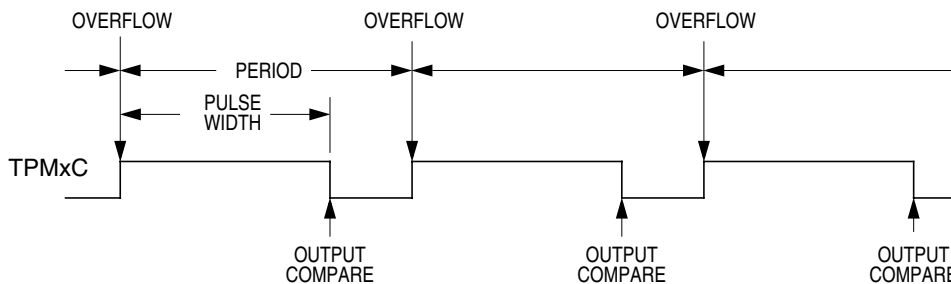 OVERFLOW
OVERFLOW
OVERFLOW
PERIOD
PULSE
WIDTH
TPMxC
OUTPUT
COMPARE
OUTPUT
COMPARE
OUTPUT
COMPARE